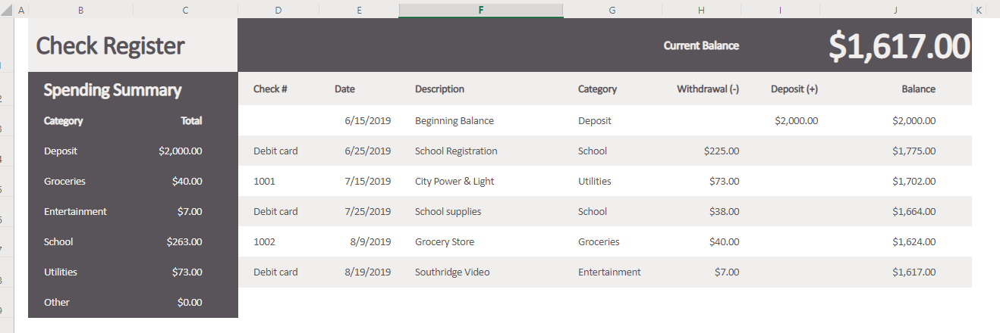 A B C D E F G H I J K
Check Register Current Balance $1,617.00
Spending Summary Check # Date Description Category Withdrawal (-) Deposit (+) Balance
Category Total 6/15/2019 Beginning Balance Deposit $2,000.00 $2,000.00
Deposit $2,000.00 Debit card 6/25/2019 School Registration School $225.00 $1,775.00
Groceries $40.00 1001 7/15/2019 City Power & Light Utilities $73.00 $1,702.00
Entertainment $7.00 Debit card 7/25/2019 School supplies School $38.00 $1,664.00
School $263.00 1002 8/9/2019 Grocery Store Groceries $40.00 $1,624.00
Utilities $73.00 Debit card 8/19/2019 Southridge Video Entertainment $7.00 $1,617.00
Other $0.00